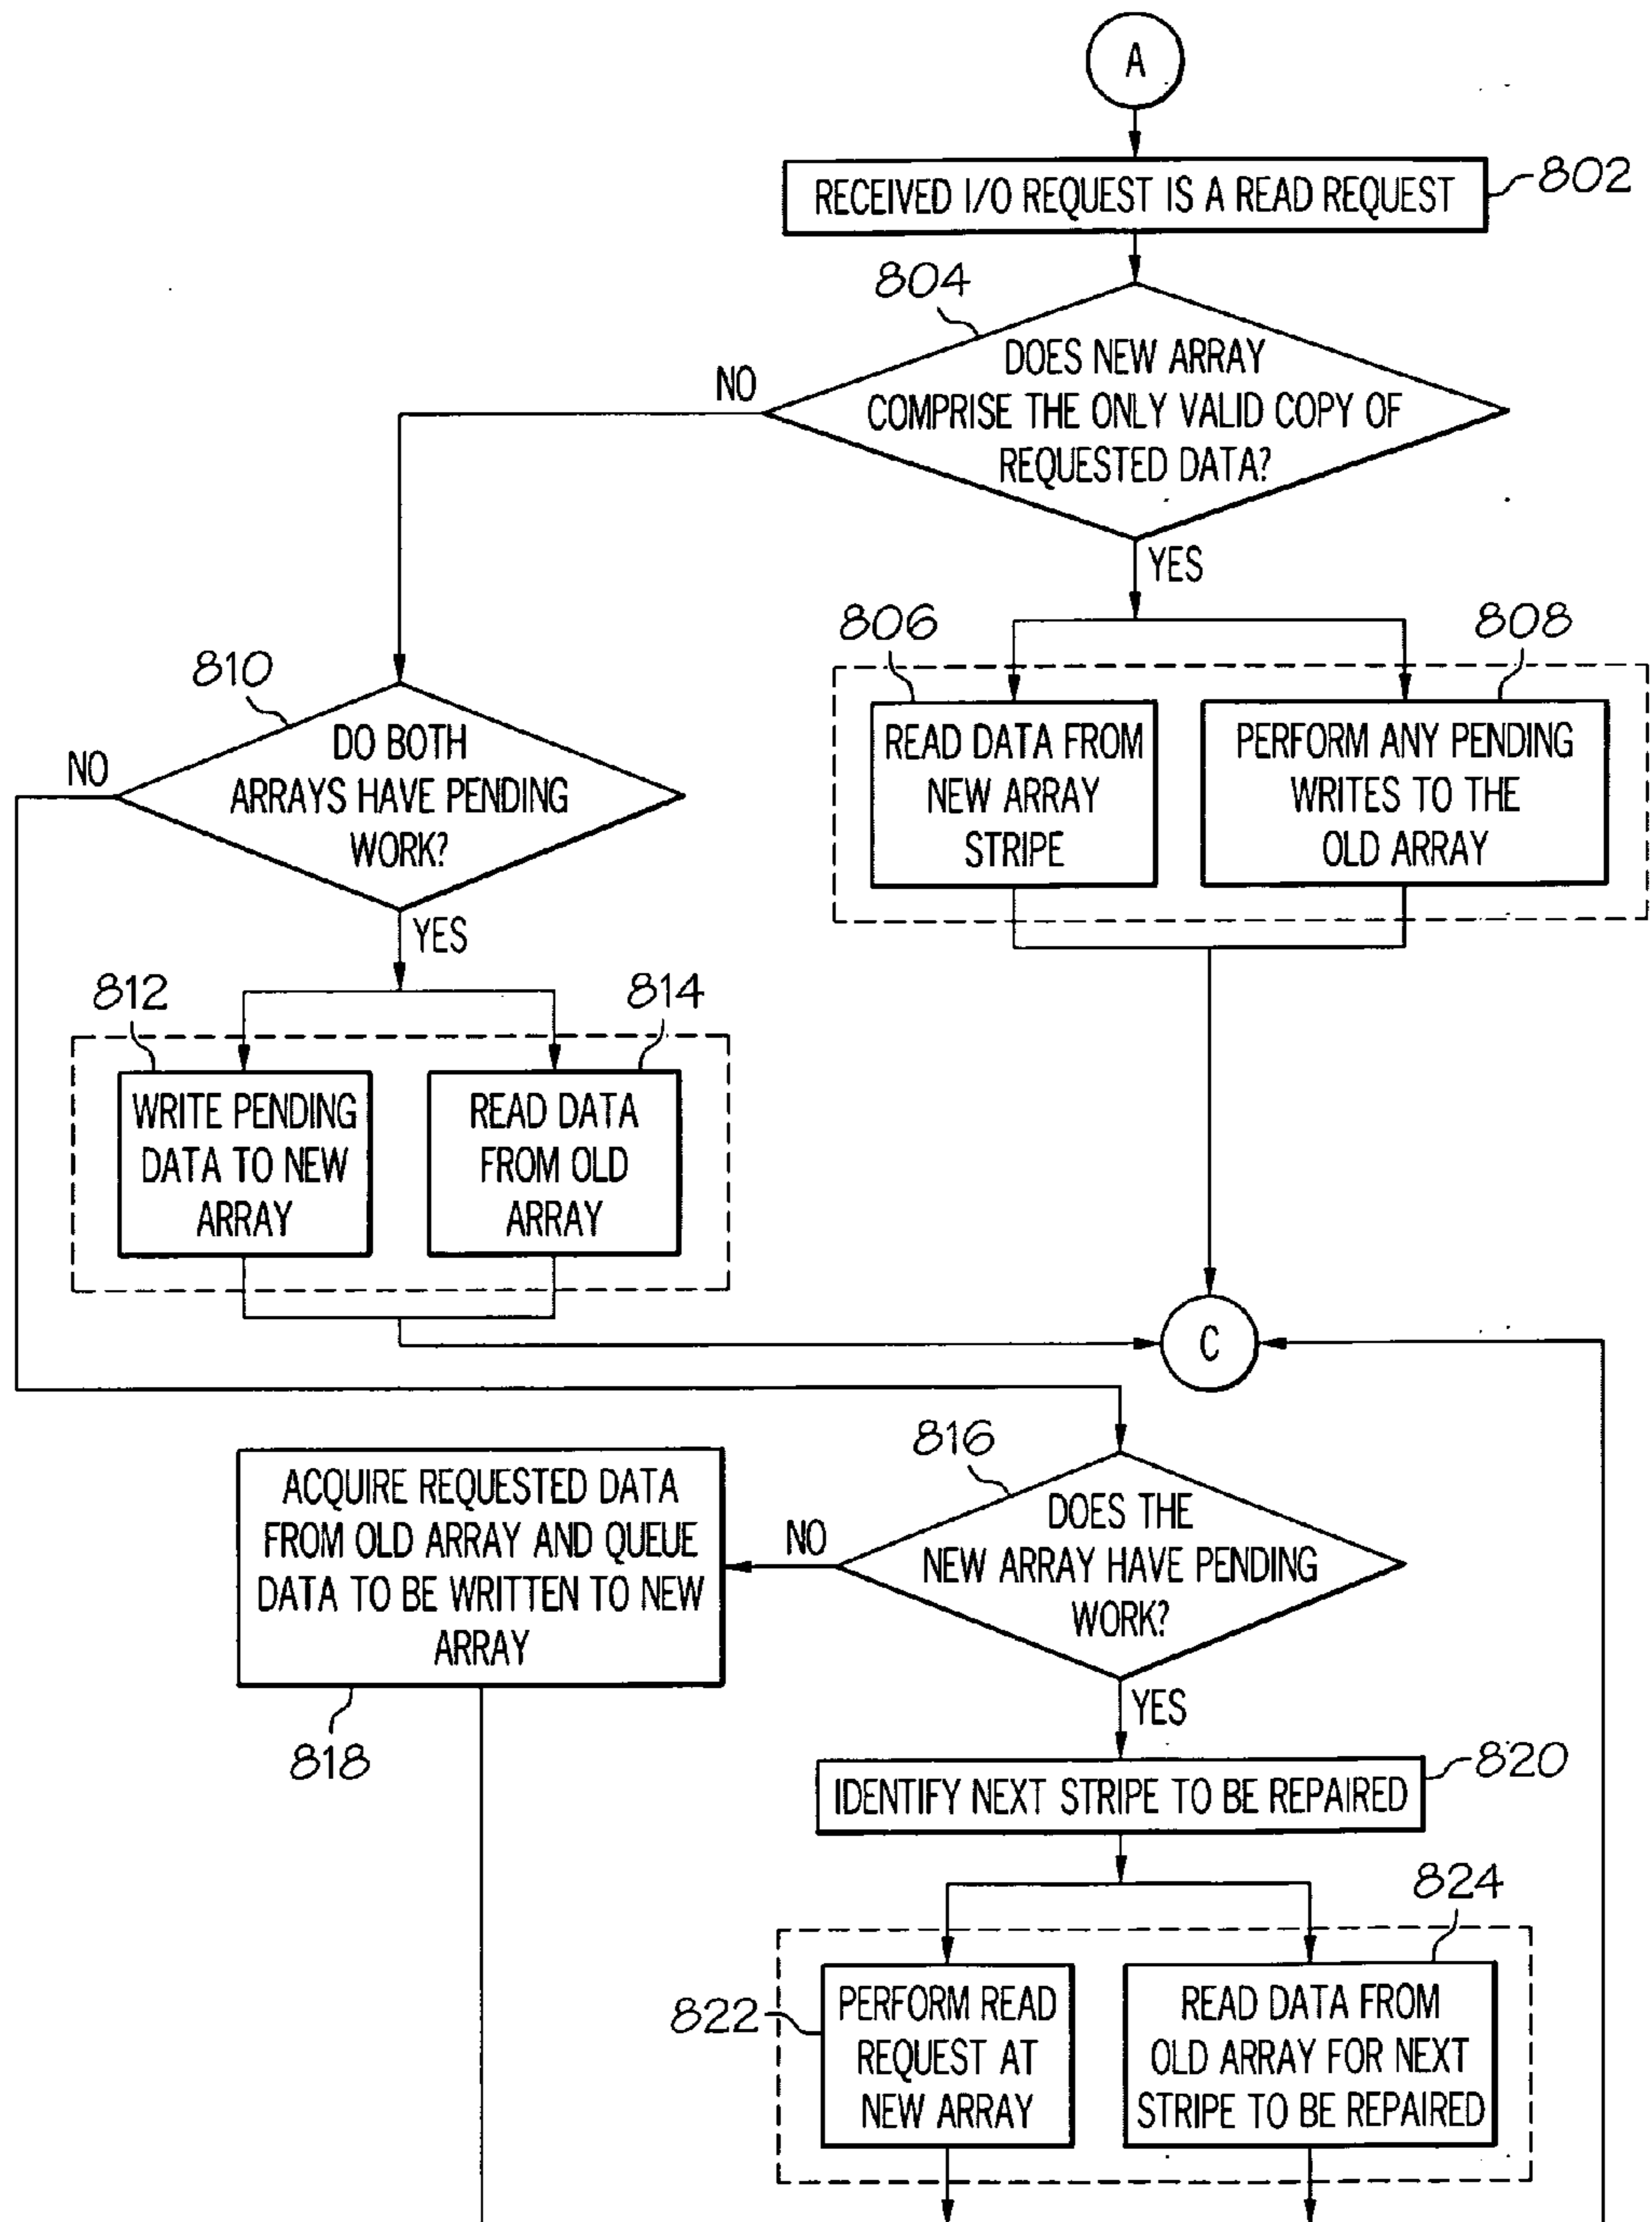 A
RECEIVED I/O REQUEST IS A READ REQUEST
802
804
DOES NEW ARRAY
COMPRISE THE ONLY VALID COPY OF
REQUESTED DATA?
NO
YES
806
808
READ DATA FROM
NEW ARRAY
STRIPE
PERFORM ANY PENDING
WRITES TO THE
OLD ARRAY
810
DO BOTH
ARRAYS HAVE PENDING
WORK?
NO
YES
812
814
WRITE PENDING
DATA TO NEW
ARRAY
READ DATA
FROM OLD
ARRAY
C
816
DOES THE
NEW ARRAY HAVE PENDING
WORK?
NO
ACQUIRE REQUESTED DATA
FROM OLD ARRAY AND QUEUE
DATA TO BE WRITTEN TO NEW
ARRAY
818
YES
820
IDENTIFY NEXT STRIPE TO BE REPAIRED
824
822
PERFORM READ
REQUEST AT
NEW ARRAY
READ DATA FROM
OLD ARRAY FOR NEXT
STRIPE TO BE REPAIRED